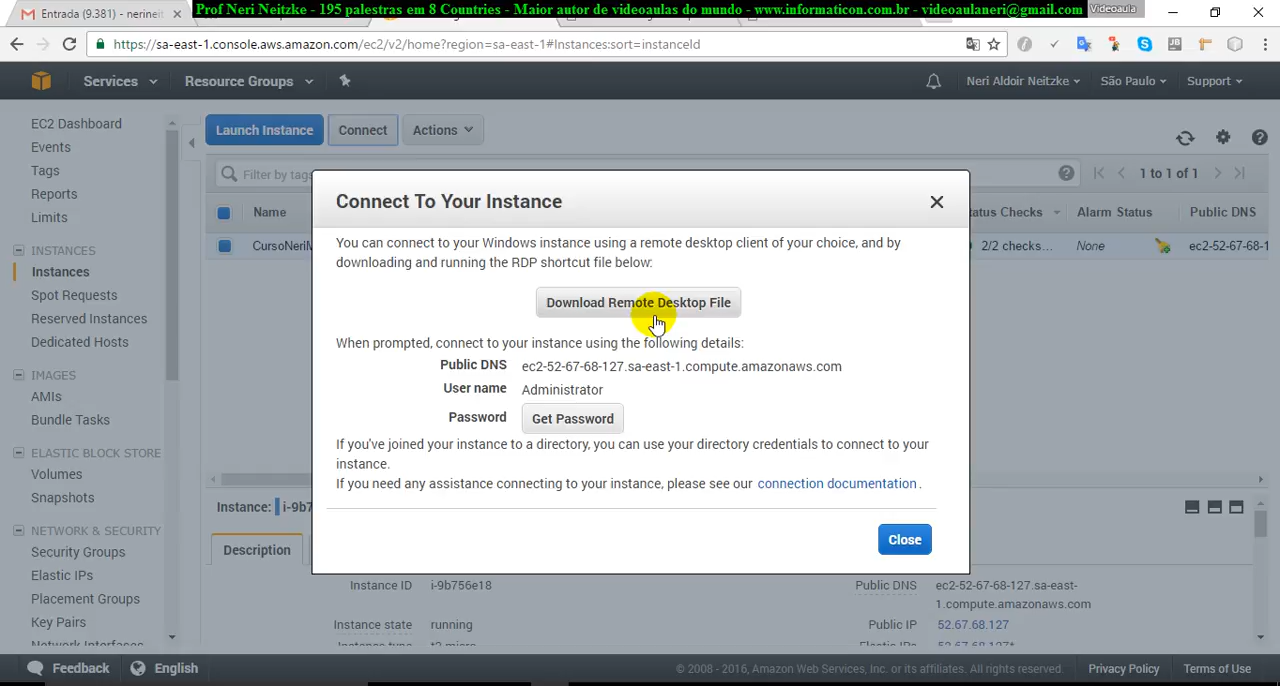 Entrada (9.381) - nerineit
Prof Neri Neitzke - 195 palestras em 8 Countries - Maior autor de videoaulas do mundo - www.informaticon.com.br - videoaulaneri@gmail.com
Videoaula
https://sa-east-1.console.aws.amazon.com/ec2/v2/home?region=sa-east-1#Instances:sort=instanceId
Services
Resource Groups
Neri Aldoir Neitzke
São Paulo
Support
EC2 Dashboard
Events
Tags
Reports
Limits
INSTANCES
Instances
Spot Requests
Reserved Instances
Dedicated Hosts
IMAGES
AMIs
Bundle Tasks
ELASTIC BLOCK STORE
Volumes
Snapshots
NETWORK & SECURITY
Security Groups
Elastic IPs
Placement Groups
Key Pairs
Network Interfaces
Launch Instance
Connect
Actions
Filter by tags
1 to 1 of 1
Name
tatus Checks
Alarm Status
Public DNS
CursoNeriN
2/2 checks...
None
ec2-52-67-68-1
Connect To Your Instance
You can connect to your Windows instance using a remote desktop client of your choice, and by
downloading and running the RDP shortcut file below:
Download Remote Desktop File
When prompted, connect to your instance using the following details:
Public DNS ec2-52-67-68-127.sa-east-1.compute.amazonaws.com
User name Administrator
Password Get Password
If you've joined your instance to a directory, you can use your directory credentials to connect to your
instance.
If you need any assistance connecting to your instance, please see our connection documentation .
Close
Instance: i-9b7
Description
Instance ID i-9b756e18
Public DNS ec2-52-67-68-127.sa-east-
1.compute.amazonaws.com
Instance state running
Public IP 52.67.68.127
Feedback
English
© 2008 - 2016, Amazon Web Services, Inc. or its affiliates. All rights reserved.
Privacy Policy
Terms of Use